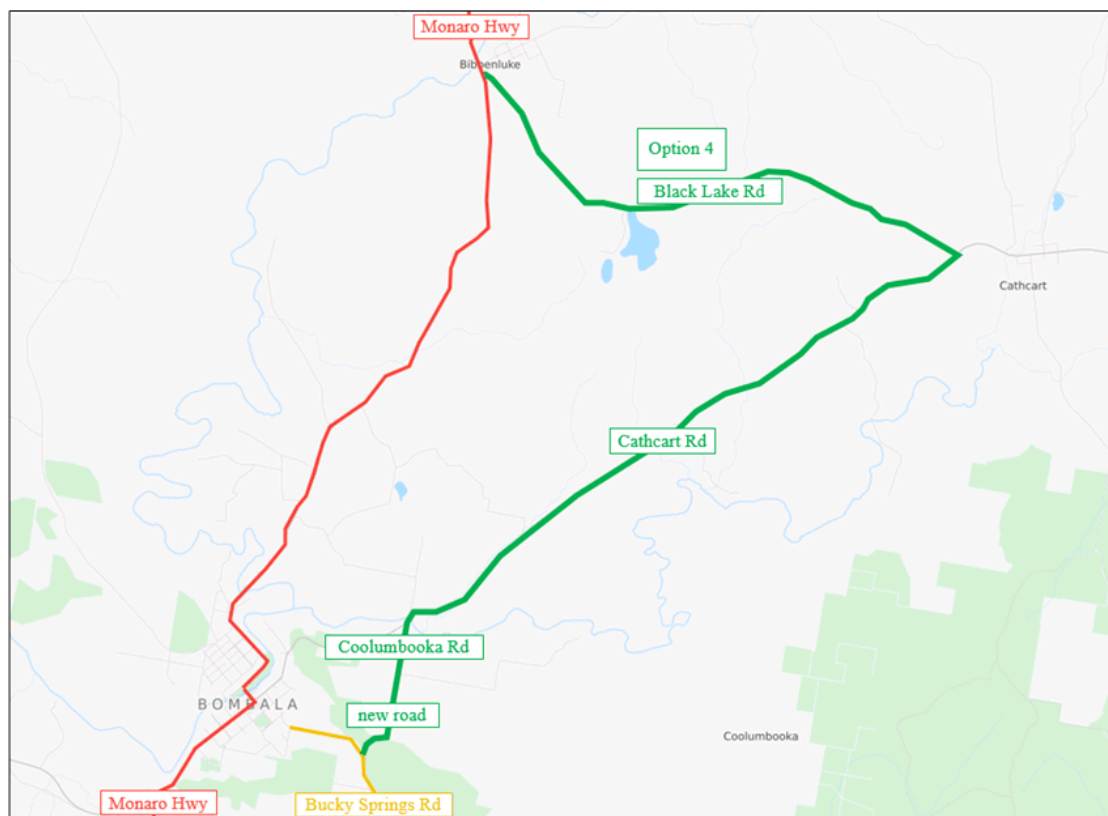 Monaro Hwy
Bibbenluke
Option 4
Black Lake Rd
Cathcart
Cathcart Rd
Coolumbooka Rd
BOMBALA
new road
Coolumbooka
Monaro Hwy
Bucky Springs Rd